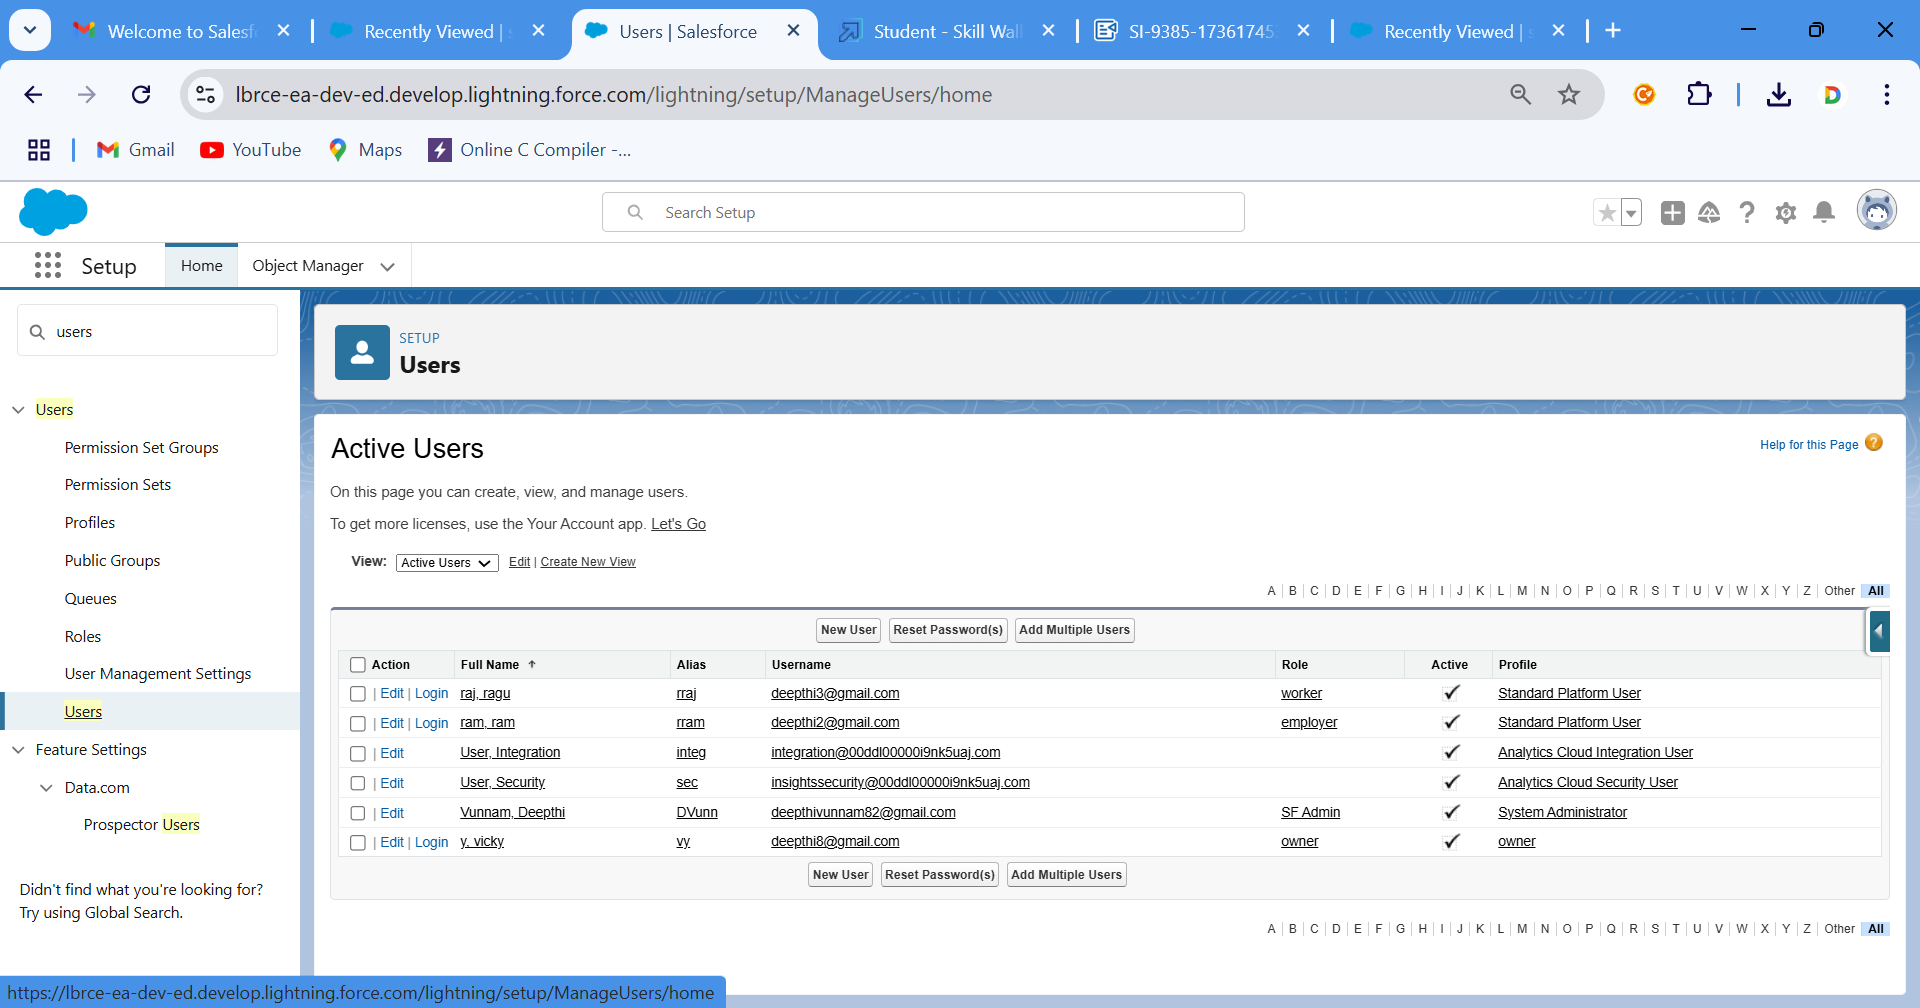 Welcome to Salesf
Recently Viewed |
Users | Salesforce
Student - Skill Wall
SI-9385-17361745
Recently Viewed |
lbrce-ea-dev-ed.develop.lightning.force.com/lightning/setup/ManageUsers/home
Gmail
YouTube
Maps
Online C Compiler -...
Search Setup
Setup
Home
Object Manager
users
Users
Permission Set Groups
Permission Sets
Profiles
Public Groups
Queues
Roles
User Management Settings
Users
Feature Settings
Data.com
Prospector Users
Didn't find what you're looking for?
Try using Global Search.
SETUP
Users
Active Users
Help for this Page
On this page you can create, view, and manage users.
To get more licenses, use the Your Account app. Let's Go
View: Active Users Edit | Create New View
A | B | C | D | E | F | G | H | I | J | K | L | M | N | O | P | Q | R | S | T | U | V | W | X | Y | Z | Other All
New User Reset Password(s) Add Multiple Users
Action Full Name ↑ Alias Username Role Active Profile
| Edit | Login raj, ragu rraj deepthi3@gmail.com worker ✓ Standard Platform User
| Edit | Login ram, ram rram deepthi2@gmail.com employer ✓ Standard Platform User
| Edit User, Integration integ integration@00ddl00000i9nk5uaj.com ✓ Analytics Cloud Integration User
| Edit User, Security sec insightssecurity@00ddl00000i9nk5uaj.com ✓ Analytics Cloud Security User
| Edit Vunnam, Deepthi DVunn deepthivunnam82@gmail.com SF Admin ✓ System Administrator
| Edit | Login y, vicky vy deepthi8@gmail.com owner ✓ owner
New User Reset Password(s) Add Multiple Users
A | B | C | D | E | F | G | H | I | J | K | L | M | N | O | P | Q | R | S | T | U | V | W | X | Y | Z | Other All
https://lbrce-ea-dev-ed.develop.lightning.force.com/lightning/setup/ManageUsers/home